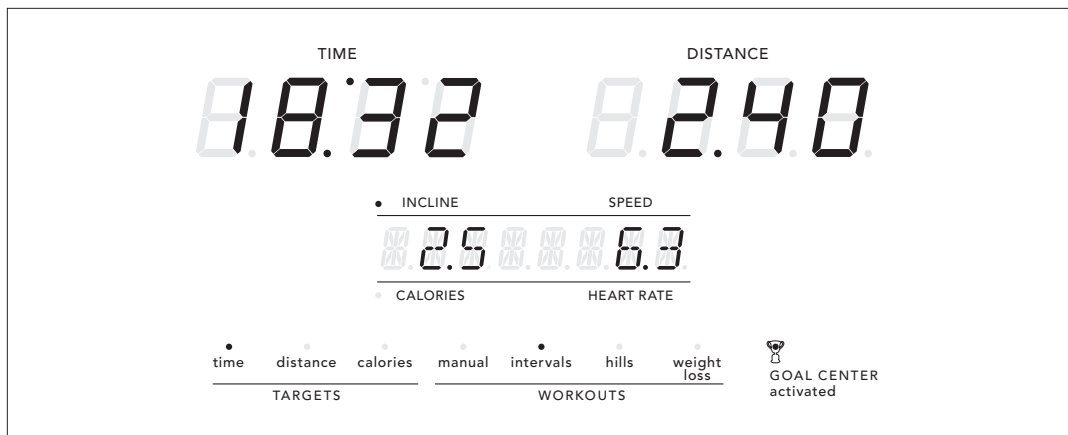 TIME DISTANCE
18:32 2.40
INCLINE SPEED
2.5 6.3
CALORIES HEART RATE
time distance calories manual intervals hills weight loss
TARGETS WORKOUTS
GOAL CENTER
activated